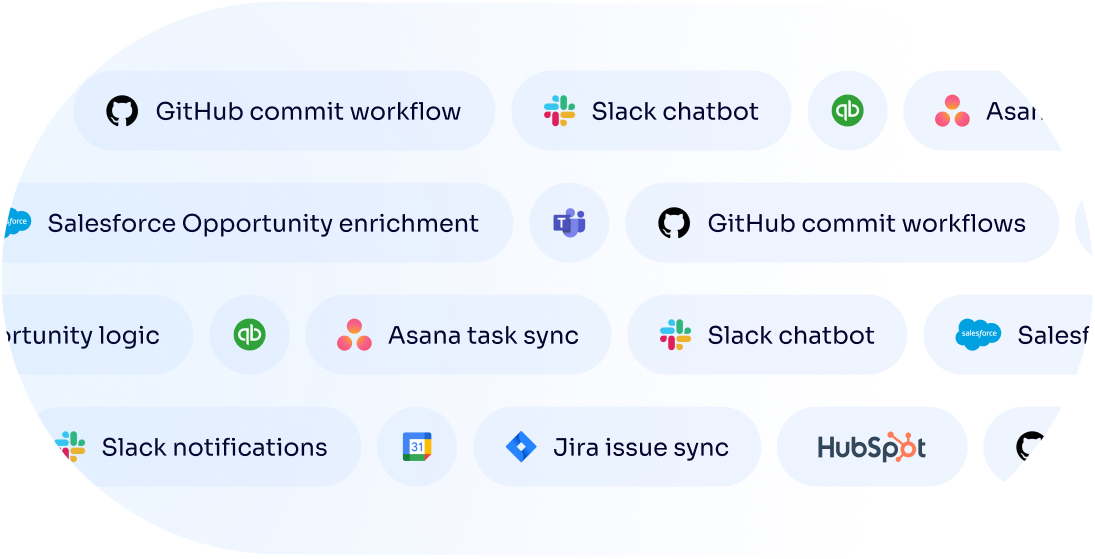 GitHub commit workflow Slack chatbot qb Asan
salesforce Salesforce Opportunity enrichment T GitHub commit workflows
ortunity logic qb Asana task sync Slack chatbot salesforce Salesf
Slack notifications 31 Jira issue sync HubSpot